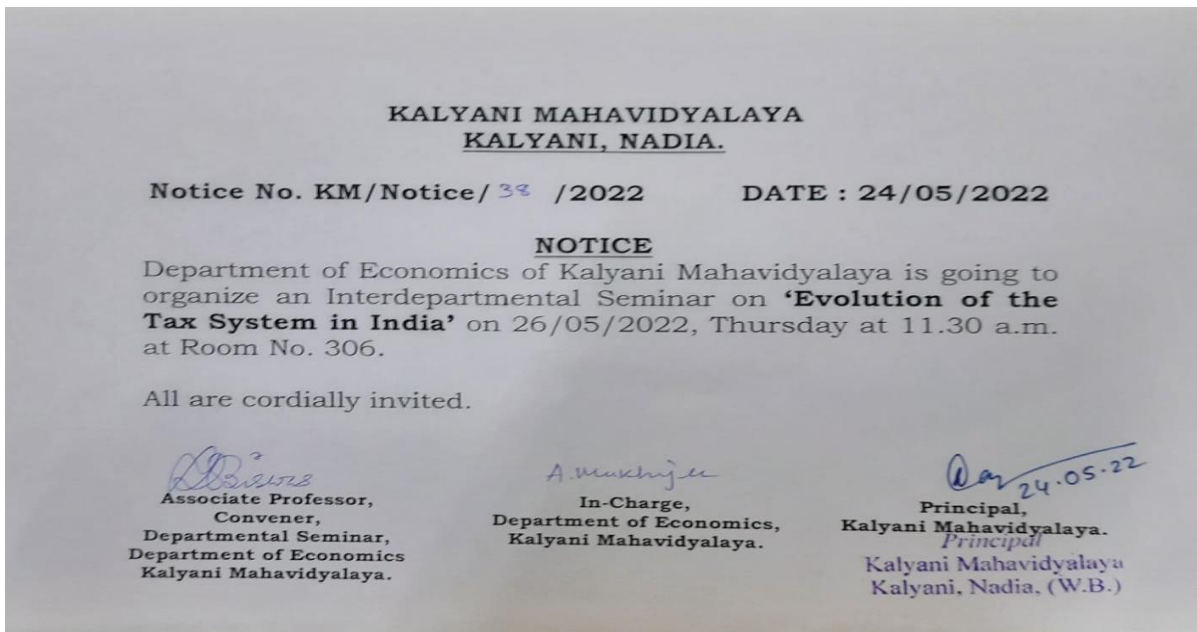 KALYANI MAHAVIDYALAYA
KALYANI, NADIA.
Notice No. KM/Notice/ 38 /2022 DATE : 24/05/2022
NOTICE
Department of Economics of Kalyani Mahavidyalaya is going to
organize an Interdepartmental Seminar on ‘Evolution of the
Tax System in India’ on 26/05/2022, Thursday at 11.30 a.m.
at Room No. 306.
All are cordially invited.
Biswas
Associate Professor,
Convener,
Departmental Seminar,
Department of Economics
Kalyani Mahavidyalaya.
A. Mukherjee
In-Charge,
Department of Economics,
Kalyani Mahavidyalaya.
24.05.22
Principal,
Kalyani Mahavidyalaya.
Principal
Kalyani Mahavidyalaya
Kalyani, Nadia, (W.B.)